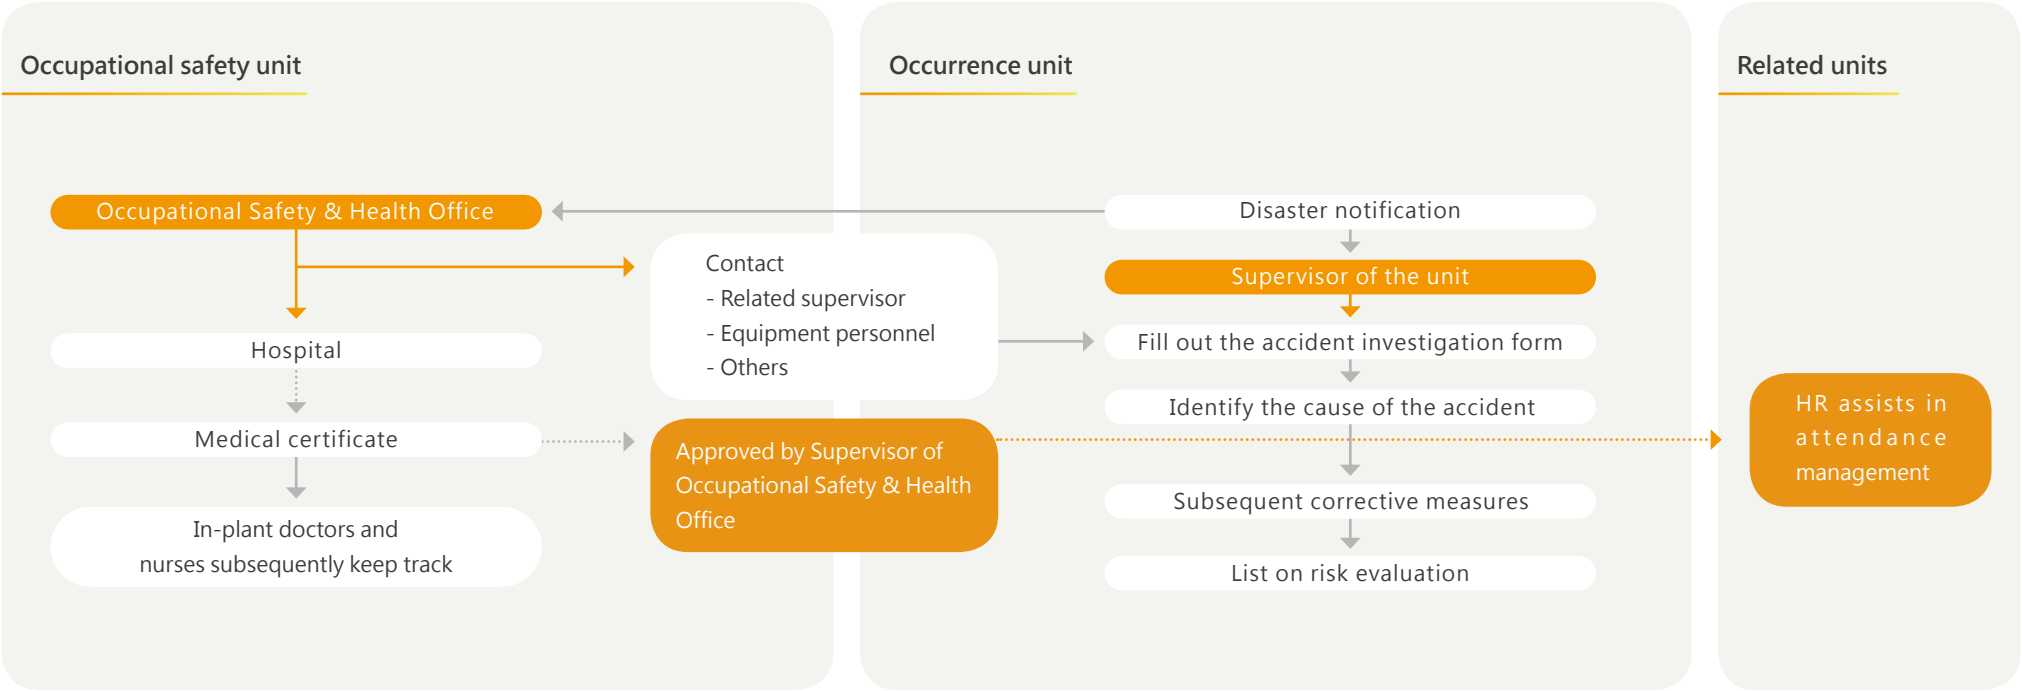 Occupational safety unit
Occupational Safety & Health Office
Hospital
Medical certificate
In-plant doctors and
nurses subsequently keep track
Contact
- Related supervisor
- Equipment personnel
- Others
Approved by Supervisor of
Occupational Safety & Health
Office
Occurrence unit
Disaster notification
Supervisor of the unit
Fill out the accident investigation form
Identify the cause of the accident
Subsequent corrective measures
List on risk evaluation
Related units
HR assists in
attendance
management